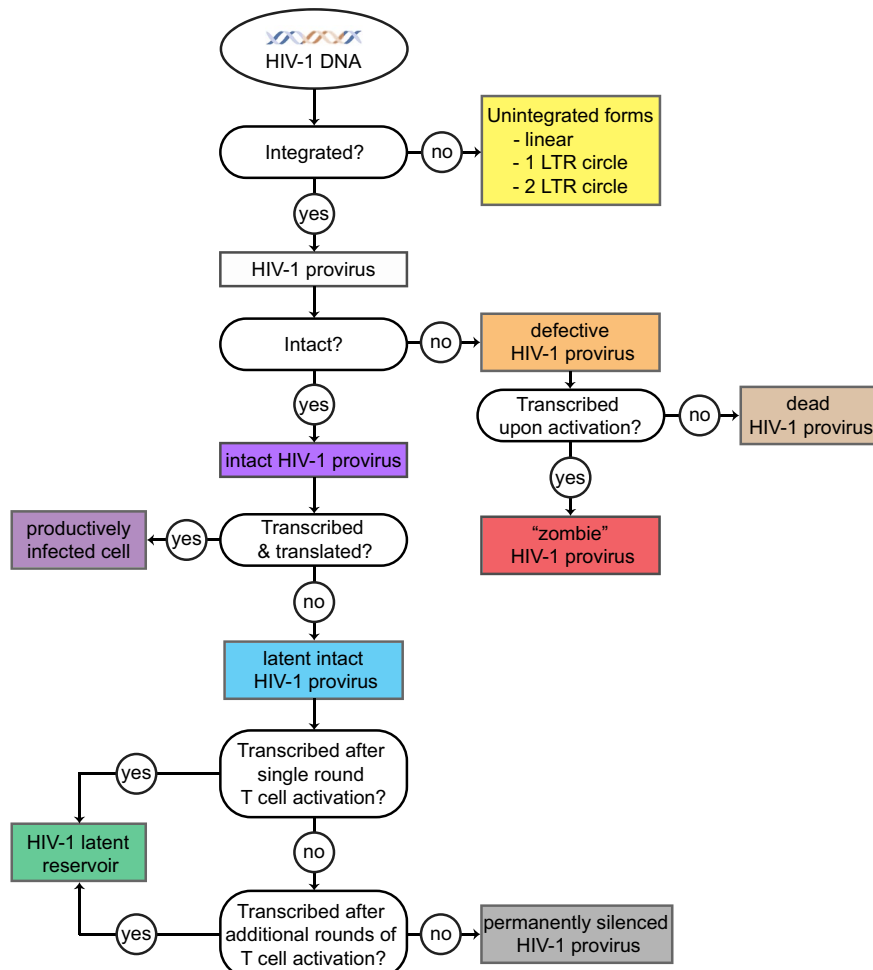 HIV-1 DNA
Integrated?
no
Unintegrated forms
- linear
- 1 LTR circle
- 2 LTR circle
yes
HIV-1 provirus
Intact?
no
defective
HIV-1 provirus
yes
Transcribed
upon activation?
no
dead
HIV-1 provirus
intact HIV-1 provirus
yes
“zombie”
HIV-1 provirus
Transcribed
& translated?
yes
productively
infected cell
no
latent intact
HIV-1 provirus
Transcribed after
single round
T cell activation?
yes
HIV-1 latent
reservoir
no
Transcribed after
additional rounds of
T cell activation?
yes
no
permanently silenced
HIV-1 provirus